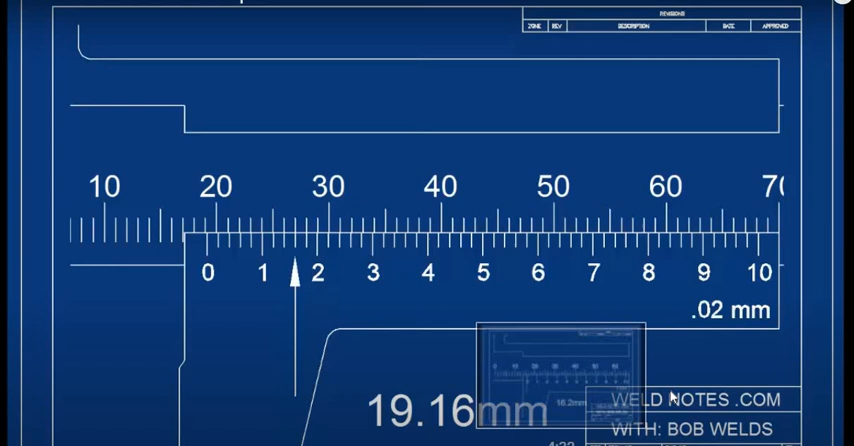 REVISIONS
ZONE REV DESCRIPTION DATE APPROVED
10 20 30 40 50 60
0 1 2 3 4 5 6 7 8 9 10
.02 mm
19.16mm
WELD NOTES .COM
WITH: BOB WELDS